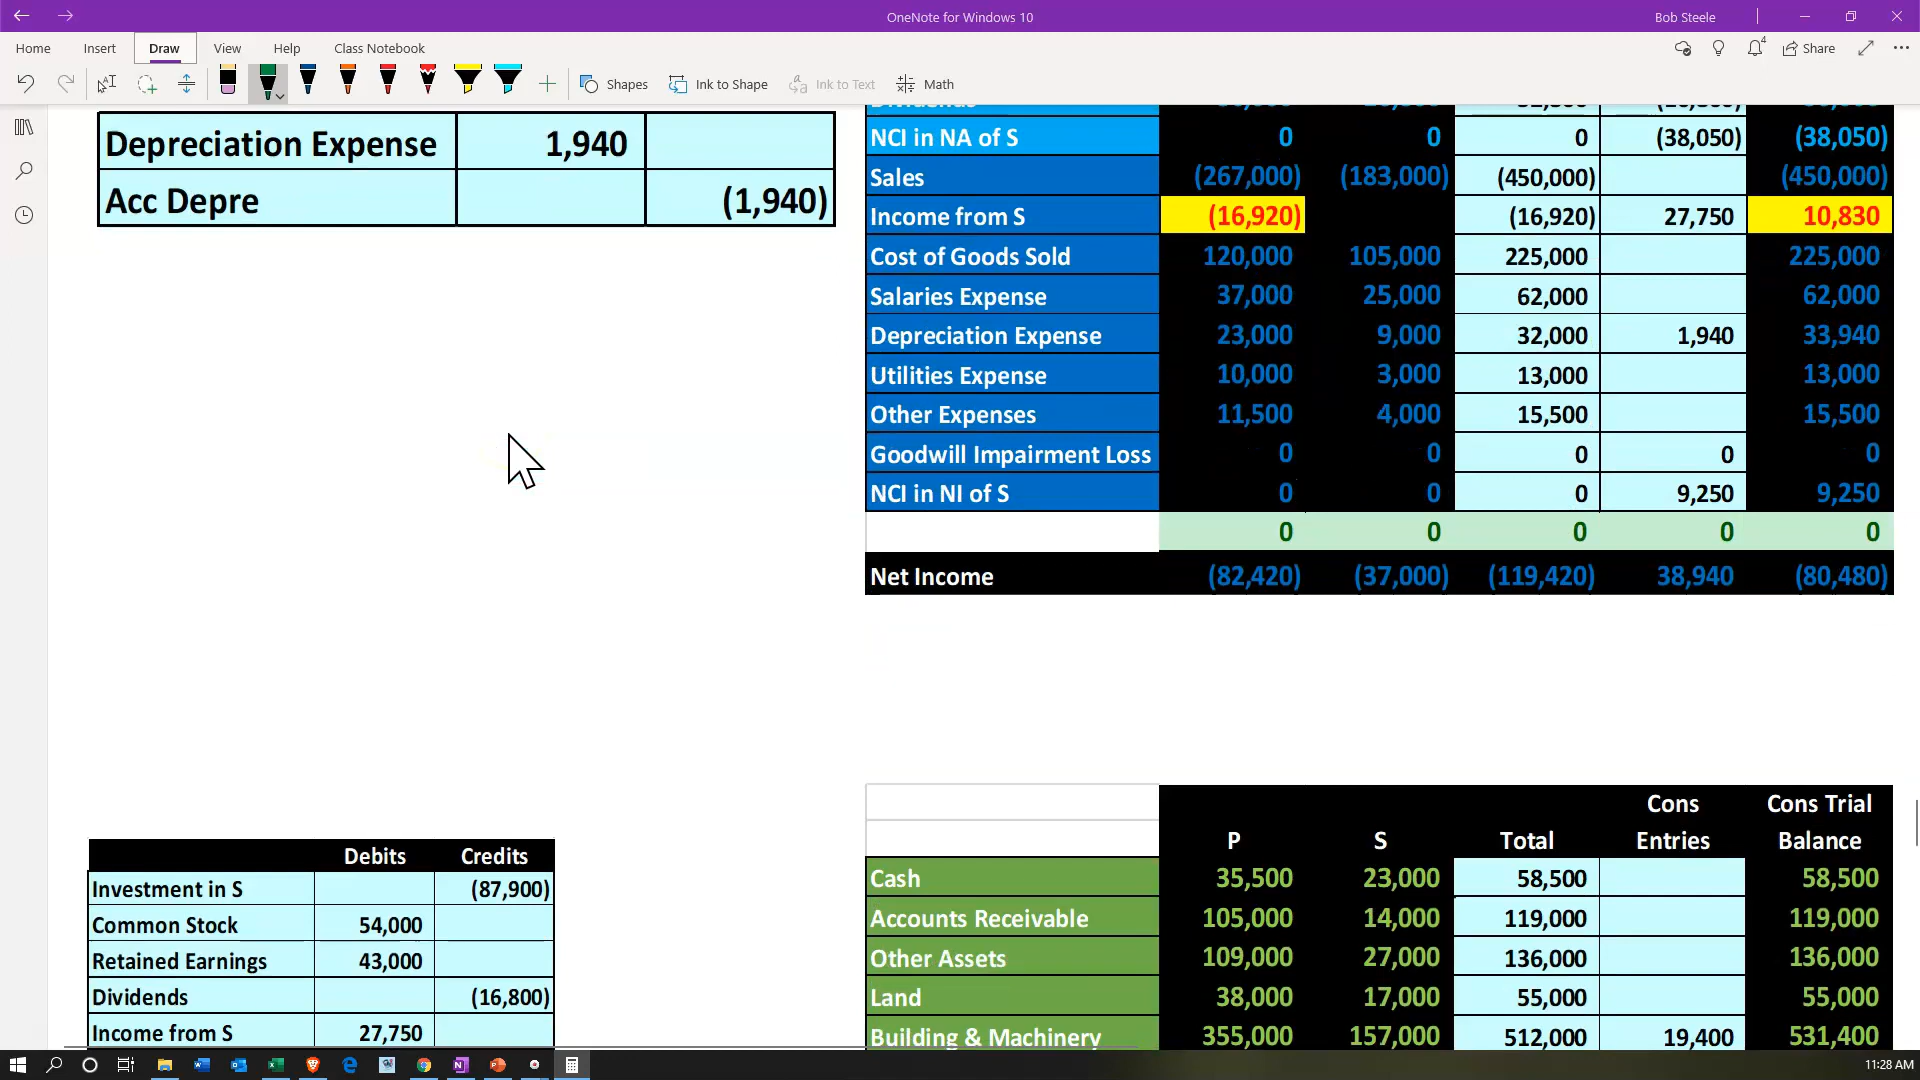 OneNote for Windows 10
Bob Steele
Home Insert Draw View Help Class Notebook
4 Share
Shapes Ink to Shape Ink to Text Math
Depreciation Expense 1,940
Acc Depre (1,940)
NCI in NA of S 0 0 0 (38,050) (38,050)
Sales (267,000) (183,000) (450,000) (450,000)
Income from S (16,920) (16,920) 27,750 10,830
Cost of Goods Sold 120,000 105,000 225,000 225,000
Salaries Expense 37,000 25,000 62,000 62,000
Depreciation Expense 23,000 9,000 32,000 1,940 33,940
Utilities Expense 10,000 3,000 13,000 13,000
Other Expenses 11,500 4,000 15,500 15,500
Goodwill Impairment Loss 0 0 0 0 0
NCI in NI of S 0 0 0 9,250 9,250
0 0 0 0 0
Net Income (82,420) (37,000) (119,420) 38,940 (80,480)
Debits Credits
Investment in S (87,900)
Common Stock 54,000
Retained Earnings 43,000
Dividends (16,800)
Income from S 27,750
Cons Cons Trial
P S Total Entries Balance
Cash 35,500 23,000 58,500 58,500
Accounts Receivable 105,000 14,000 119,000 119,000
Other Assets 109,000 27,000 136,000 136,000
Land 38,000 17,000 55,000 55,000
Building & Machinery 355,000 157,000 512,000 19,400 531,400
11:28 AM